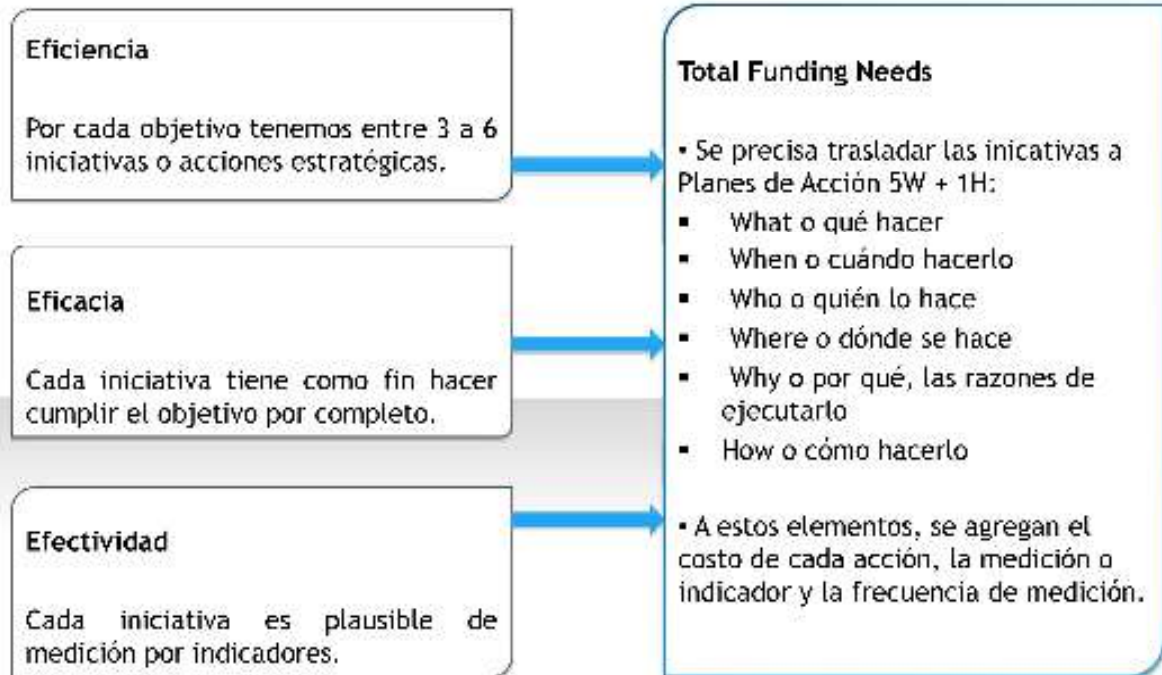 Eficiencia
Por cada objetivo tenemos entre 3 a 6
iniciativas o acciones estratégicas.
Eficacia
Cada iniciativa tiene como fin hacer
cumplir el objetivo por completo.
Efectividad
Cada iniciativa es plausible de
medición por indicadores.
Total Funding Needs
• Se precisa trasladar las inicativas a
Planes de Acción 5W + 1H:
▪ What o qué hacer
▪ When o cuándo hacerlo
▪ Who o quién lo hace
▪ Where o dónde se hace
▪ Why o por qué, las razones de
ejecutarlo
▪ How o cómo hacerlo
• A estos elementos, se agregan el
costo de cada acción, la medición o
indicador y la frecuencia de medición.